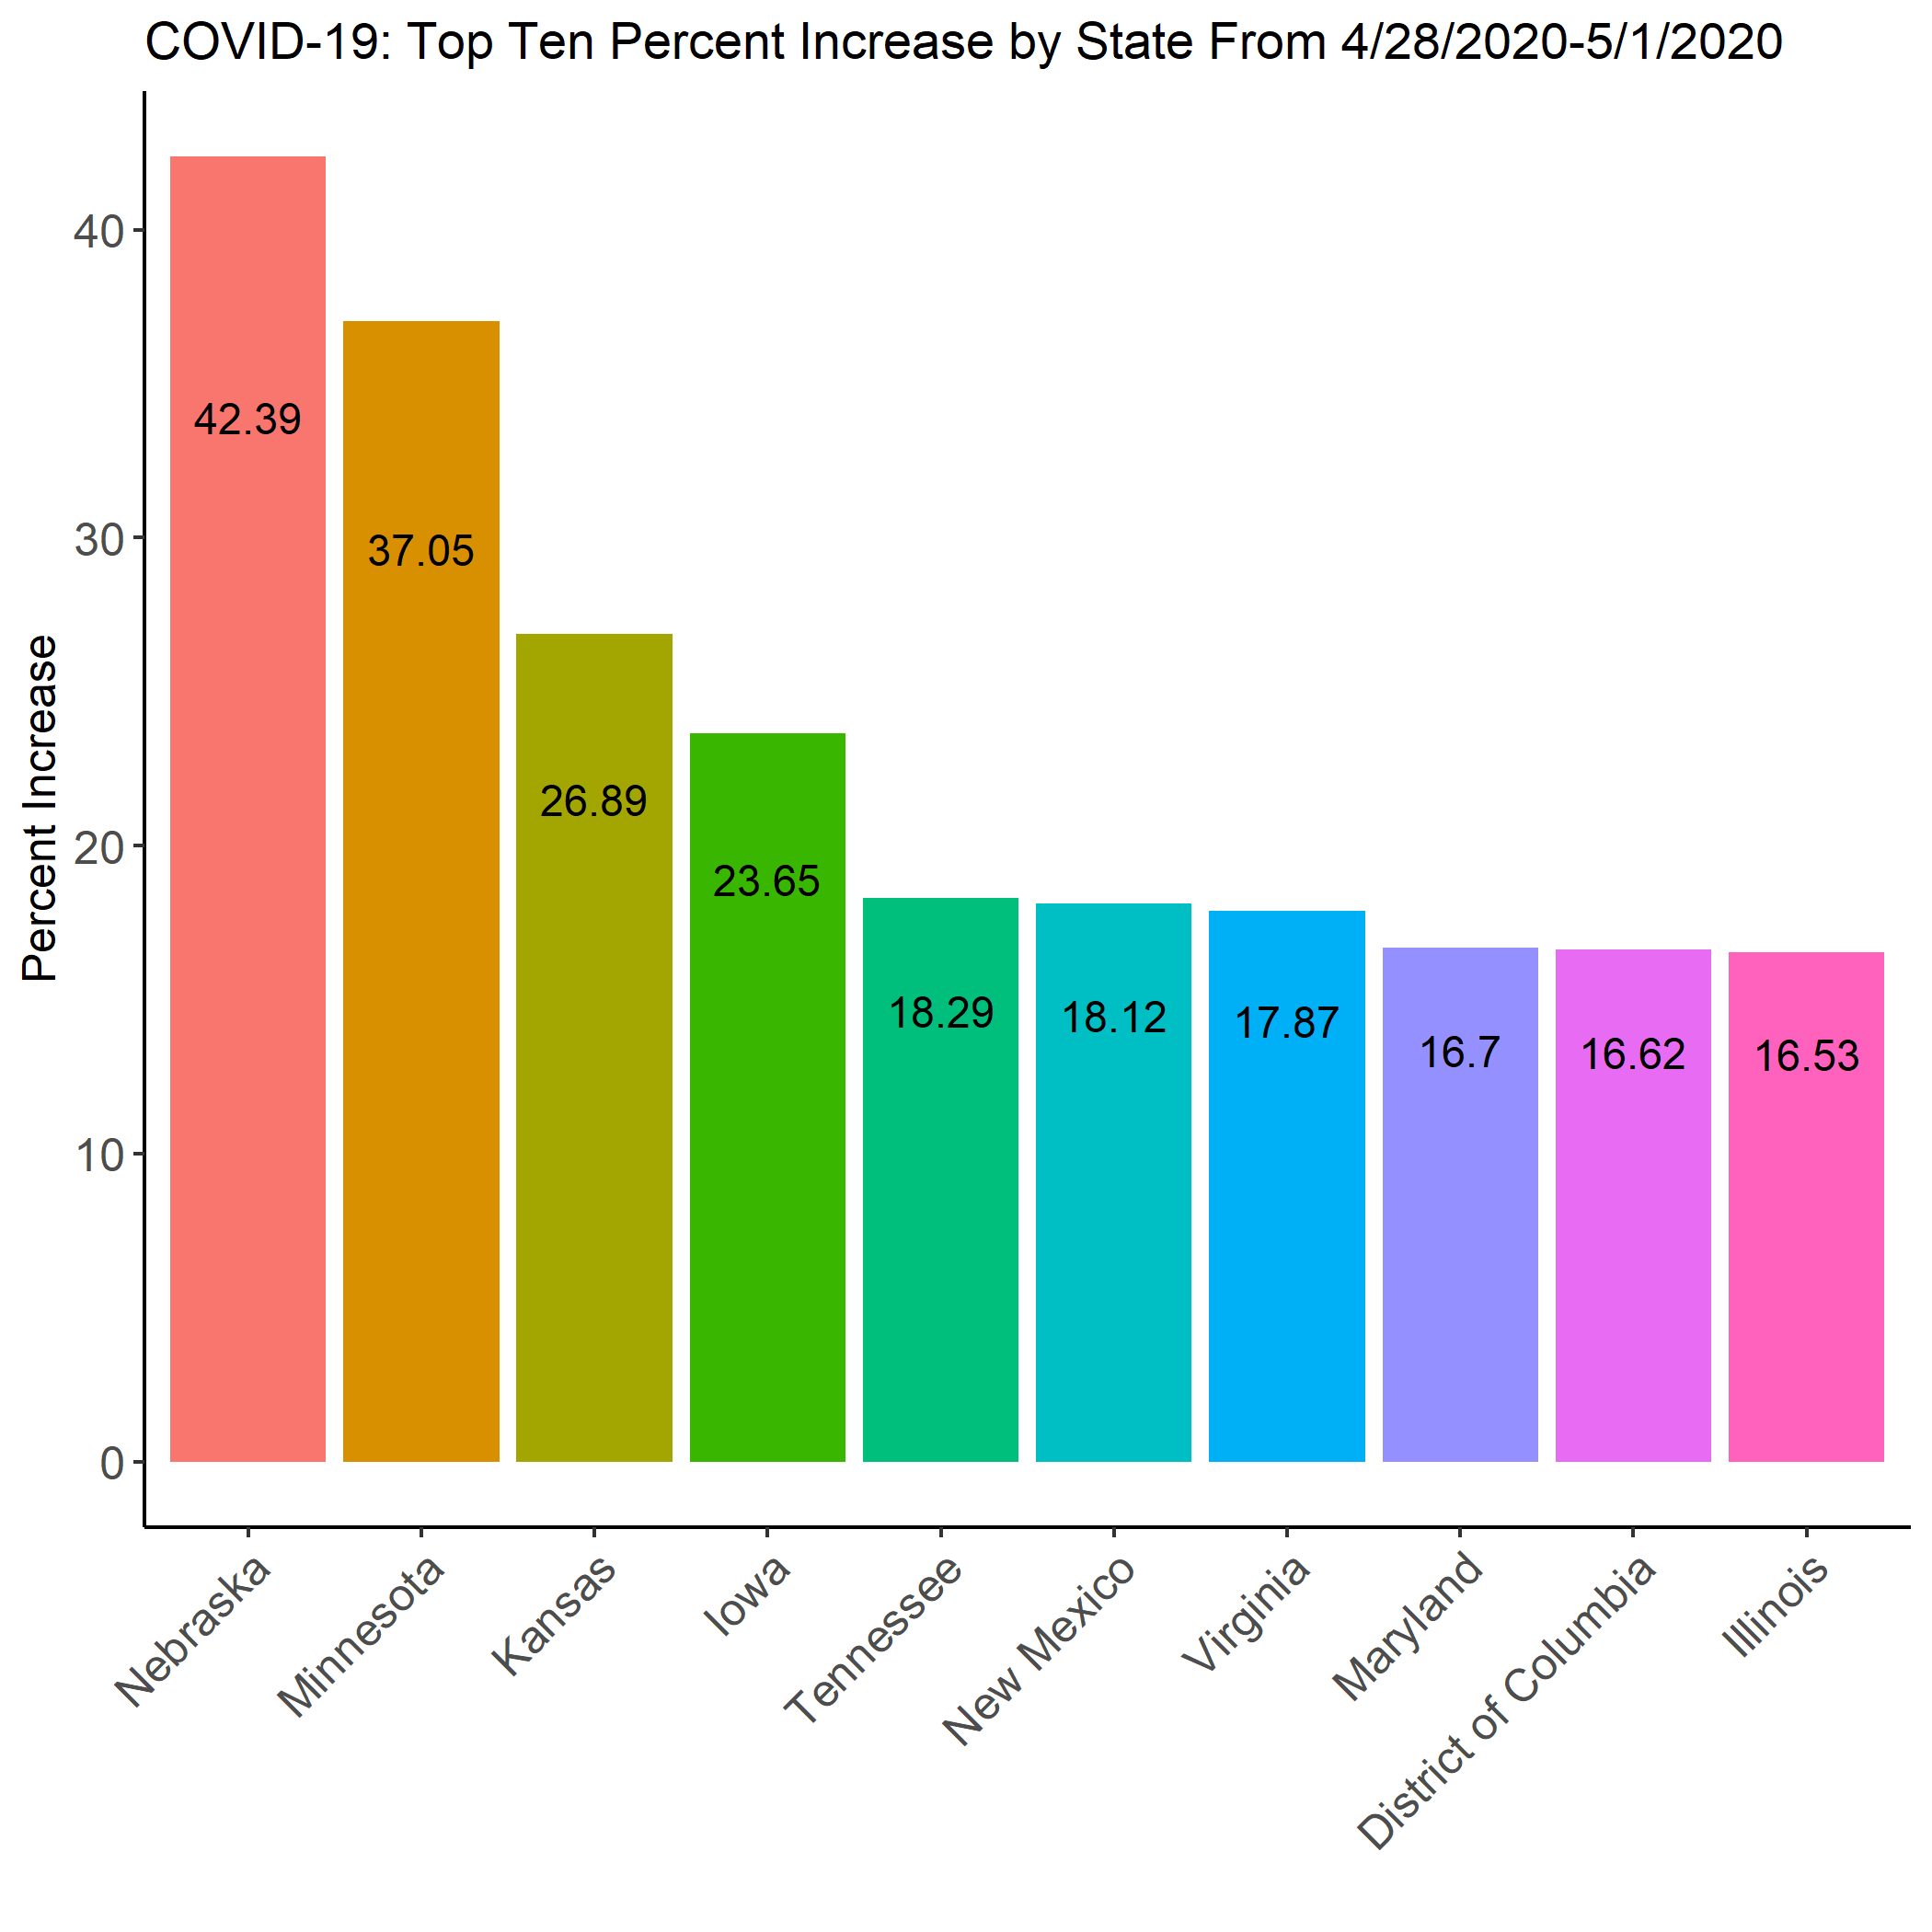 COVID-19: Top Ten Percent Increase by State From 4/28/2020-5/1/2020
Percent Increase
40
30
20
10
0
42.39
37.05
26.89
23.65
18.29
18.12
17.87
16.7
16.62
16.53
Nebraska
Minnesota
Kansas
Iowa
Tennessee
New Mexico
Virginia
Maryland
District of Columbia
Illinois